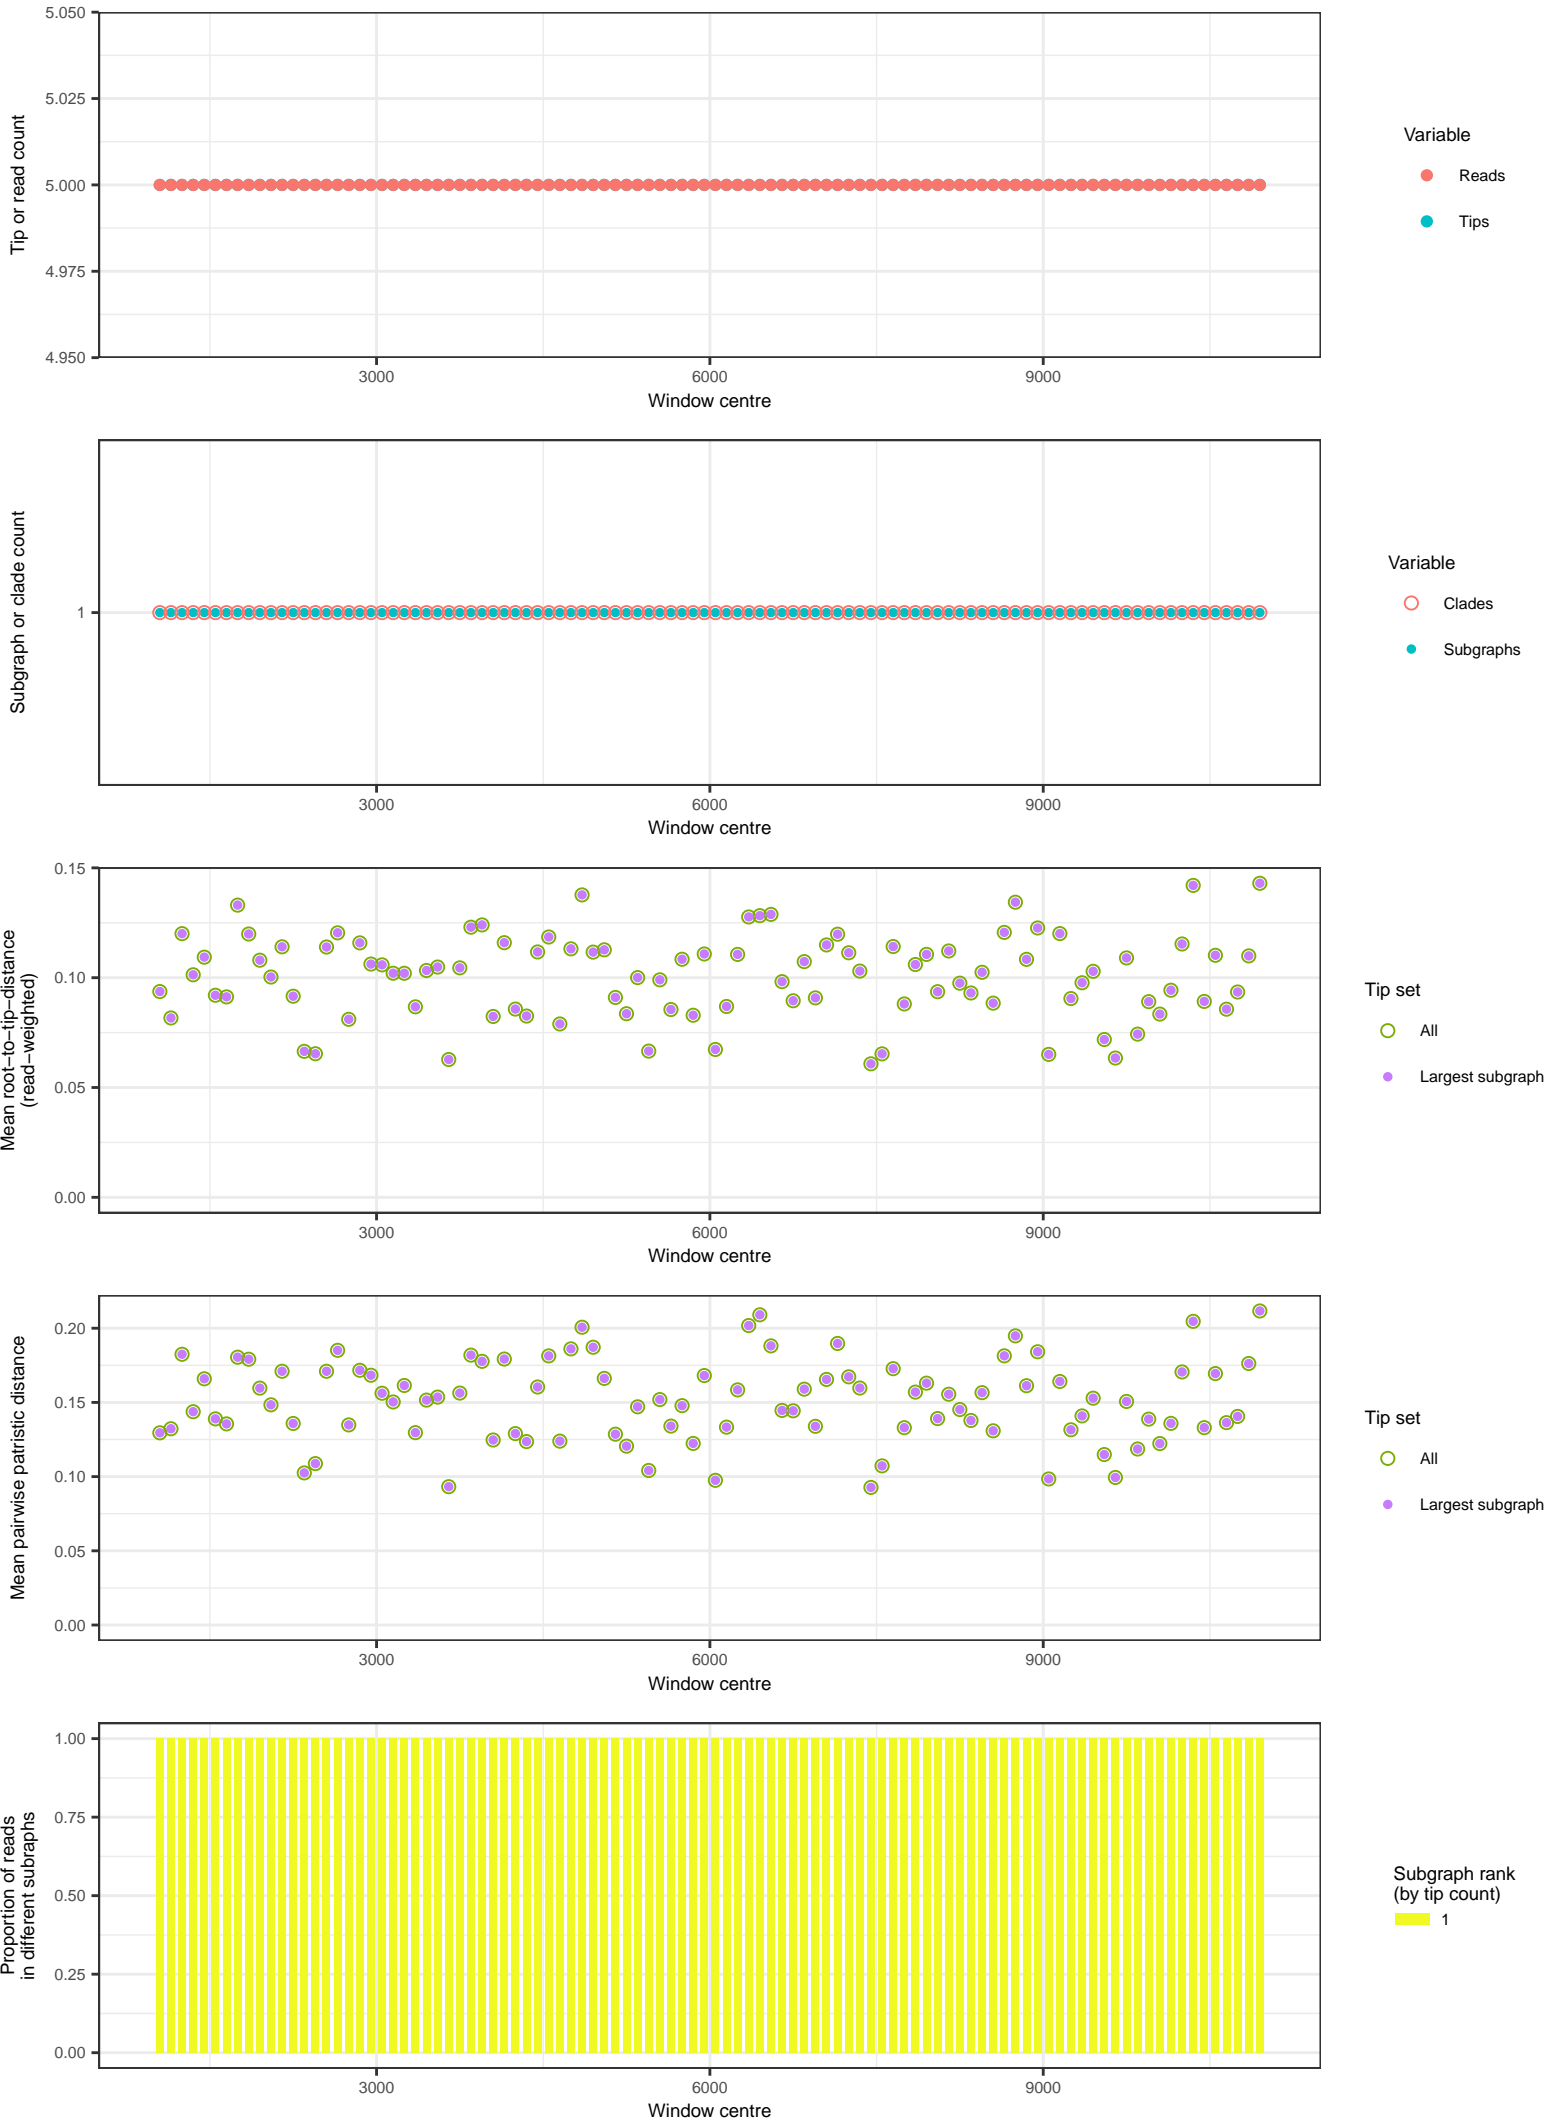 5.050
5.025
5.000
4.975
4.950
Tip or read count
3000
6000
9000
Window centre
Variable
Reads
Tips
1
Subgraph or clade count
3000
6000
9000
Window centre
Variable
Clades
Subgraphs
0.15
0.10
0.05
0.00
Mean root−to−tip−distance
(read−weighted)
3000
6000
9000
Window centre
Tip set
All
Largest subgraph
0.20
0.15
0.10
0.05
0.00
Mean pairwise patristic distance
3000
6000
9000
Window centre
Tip set
All
Largest subgraph
1.00
0.75
0.50
0.25
0.00
Proportion of reads
in different subraphs
3000
6000
9000
Window centre
Subgraph rank
(by tip count)
1